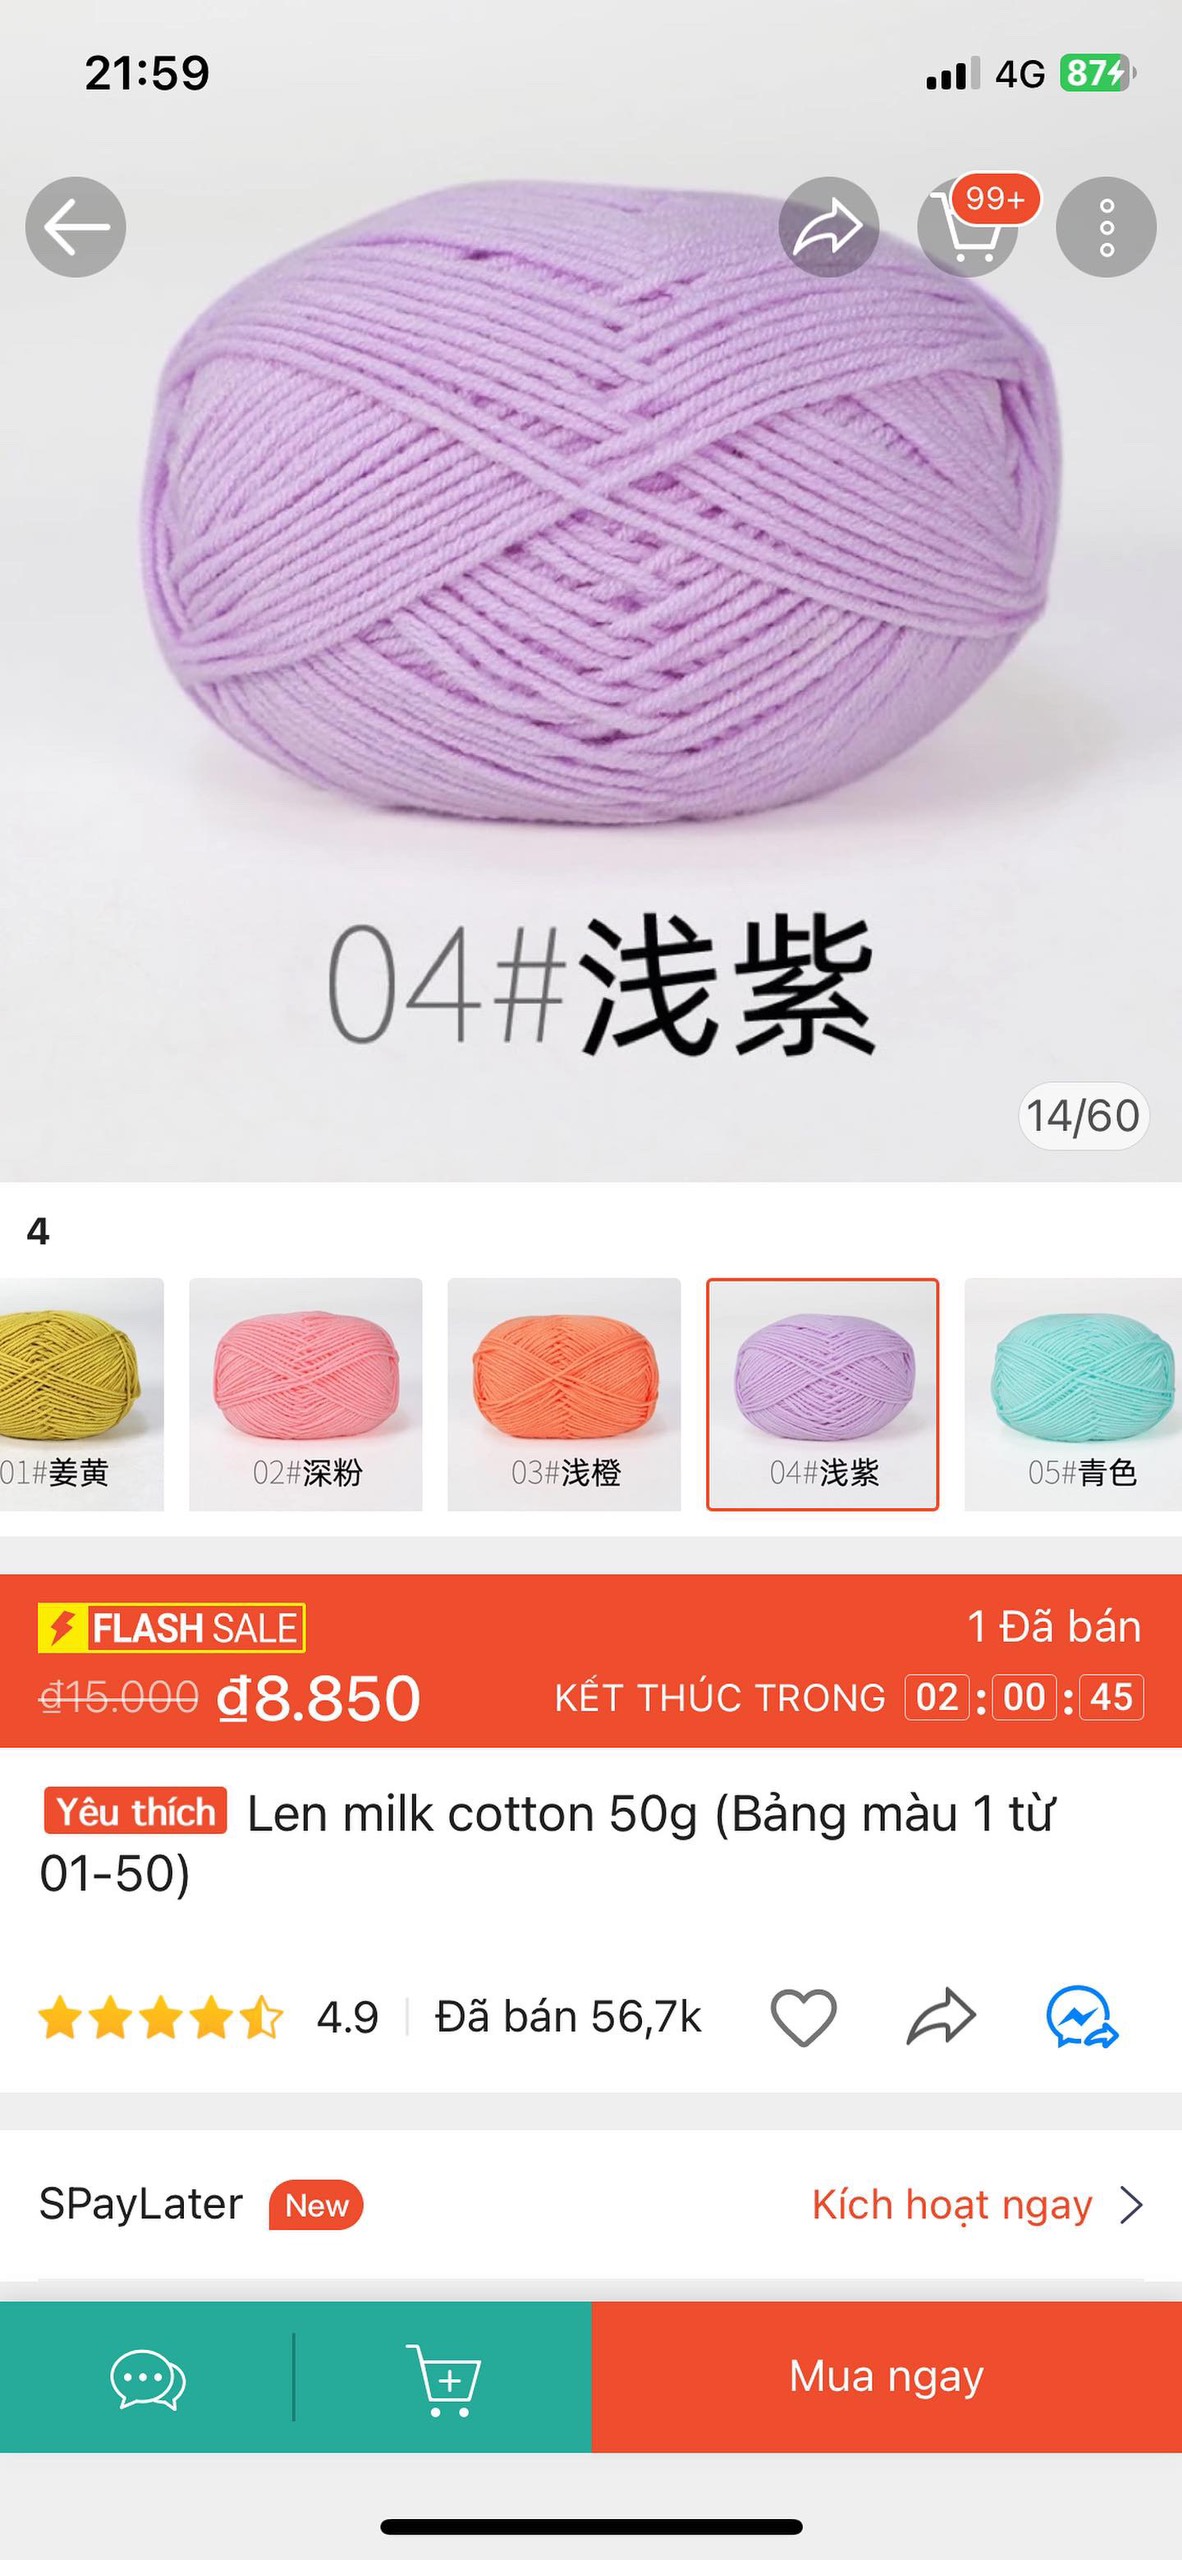 21:59
4G 87
99+
04#浅紫
14/60
4
01#姜黄
02#深粉
03#浅橙
04#浅紫
05#青色
FLASH SALE
1 Đã bán
₫15.000 ₫8.850
KẾT THÚC TRONG 02 : 00 : 45
Yêu thích Len milk cotton 50g (Bảng màu 1 từ
01-50)
4.9 Đã bán 56,7k
SPayLater New Kích hoạt ngay
Mua ngay